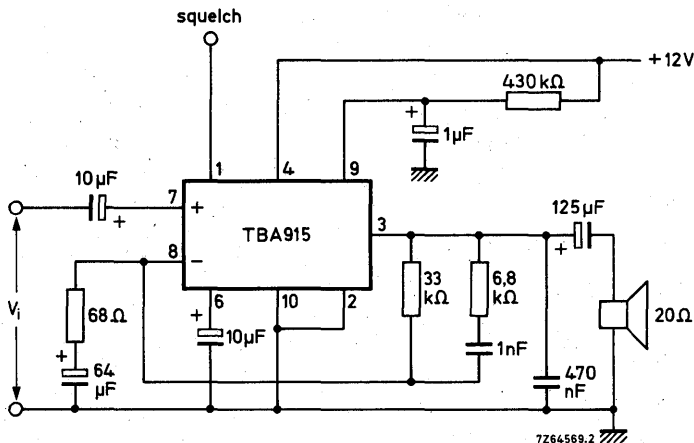 squelch
+12V
430kΩ
+
1µF
1
4
9
10µF
+
7
+
TBA915
3
125µF
+
8
−
6
10
2
33
kΩ
6,8
kΩ
20Ω
Vi
68Ω
+
10µF
1nF
+
64
µF
470
nF
7Z64569.2